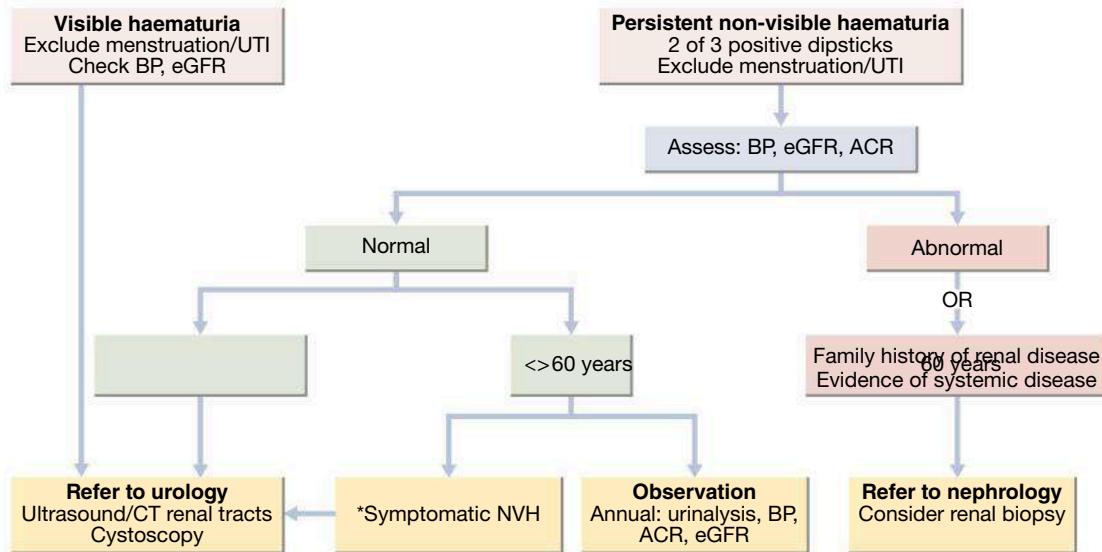 Visible haematuria
Exclude menstruation/UTI
Check BP, eGFR
Persistent non-visible haematuria
2 of 3 positive dipsticks
Exclude menstruation/UTI
Assess: BP, eGFR, ACR
Normal
Abnormal
OR
<>60 years
Family history of renal disease
60 years
Evidence of systemic disease
Refer to urology
Ultrasound/CT renal tracts
Cystoscopy
*Symptomatic NVH
Observation
Annual: urinalysis, BP,
ACR, eGFR
Refer to nephrology
Consider renal biopsy